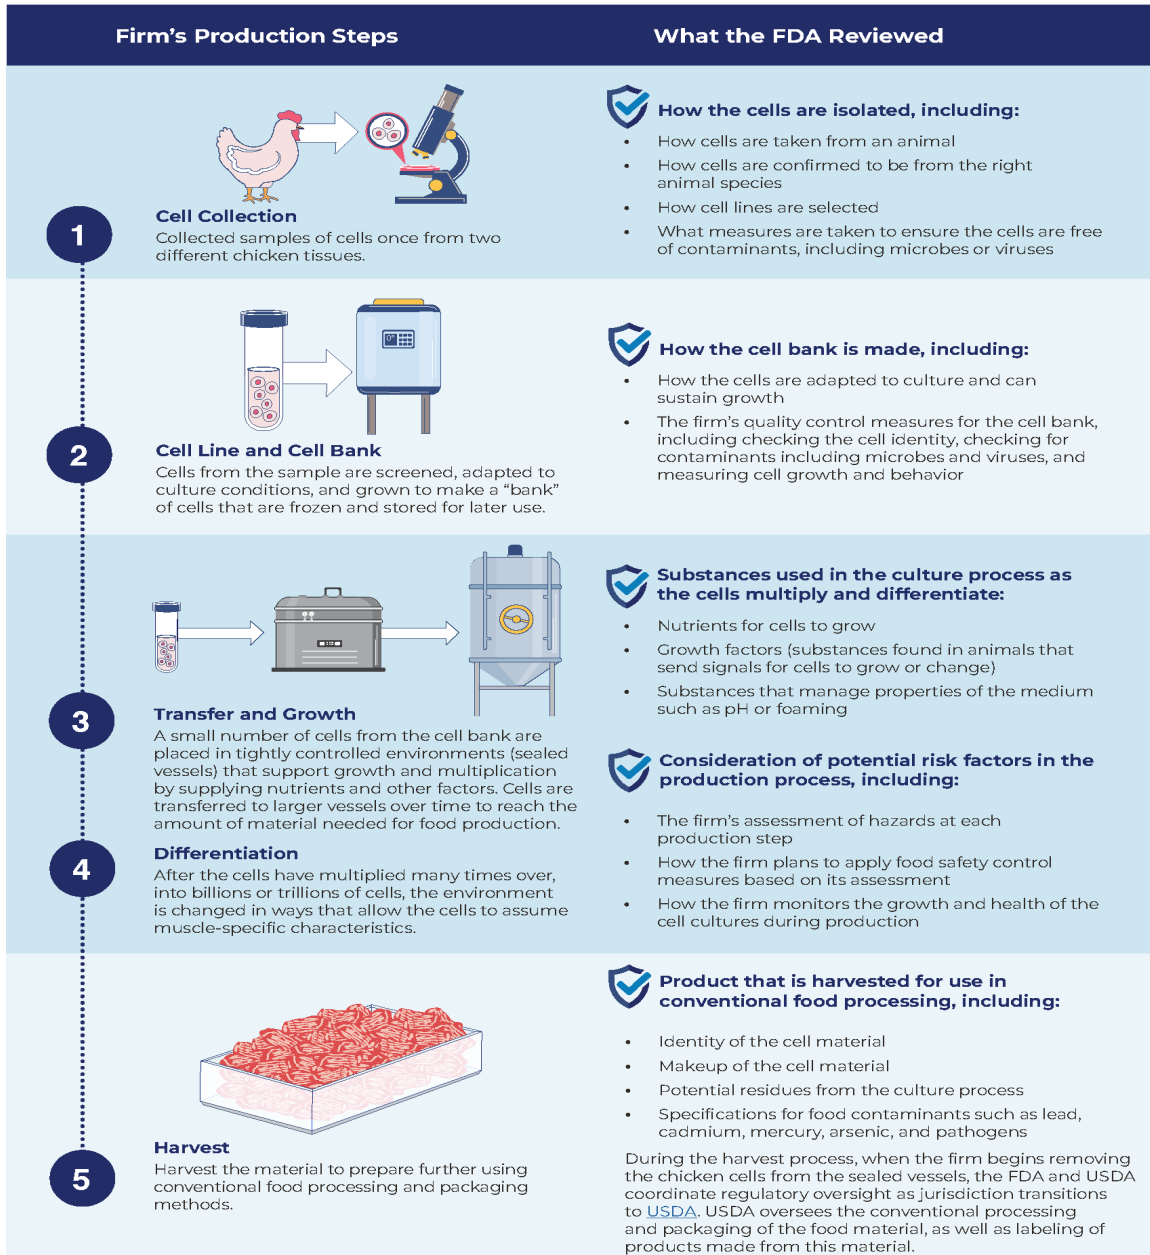 Firm's Production Steps
What the FDA Reviewed
1
Cell Collection
Collected samples of cells once from two
different chicken tissues.
How the cells are isolated, including:
• How cells are taken from an animal
• How cells are confirmed to be from the right
animal species
• How cell lines are selected
• What measures are taken to ensure the cells are free
of contaminants, including microbes or viruses
2
Cell Line and Cell Bank
Cells from the sample are screened, adapted to
culture conditions, and grown to make a “bank”
of cells that are frozen and stored for later use.
How the cell bank is made, including:
• How the cells are adapted to culture and can
sustain growth
• The firm's quality control measures for the cell bank,
including checking the cell identity, checking for
contaminants including microbes and viruses, and
measuring cell growth and behavior
3
Transfer and Growth
A small number of cells from the cell bank are
placed in tightly controlled environments (sealed
vessels) that support growth and multiplication
by supplying nutrients and other factors. Cells are
transferred to larger vessels over time to reach the
amount of material needed for food production.
4
Differentiation
After the cells have multiplied many times over,
into billions or trillions of cells, the environment
is changed in ways that allow the cells to assume
muscle-specific characteristics.
Substances used in the culture process as
the cells multiply and differentiate:
• Nutrients for cells to grow
• Growth factors (substances found in animals that
send signals for cells to grow or change)
• Substances that manage properties of the medium
such as pH or foaming
Consideration of potential risk factors in the
production process, including:
• The firm's assessment of hazards at each
production step
• How the firm plans to apply food safety control
measures based on its assessment
• How the firm monitors the growth and health of the
cell cultures during production
5
Harvest
Harvest the material to prepare further using
conventional food processing and packaging
methods.
Product that is harvested for use in
conventional food processing, including:
• Identity of the cell material
• Makeup of the cell material
• Potential residues from the culture process
• Specifications for food contaminants such as lead,
cadmium, mercury, arsenic, and pathogens
During the harvest process, when the firm begins removing
the chicken cells from the sealed vessels, the FDA and USDA
coordinate regulatory oversight as jurisdiction transitions
to USDA. USDA oversees the conventional processing
and packaging of the food material, as well as labeling of
products made from this material.